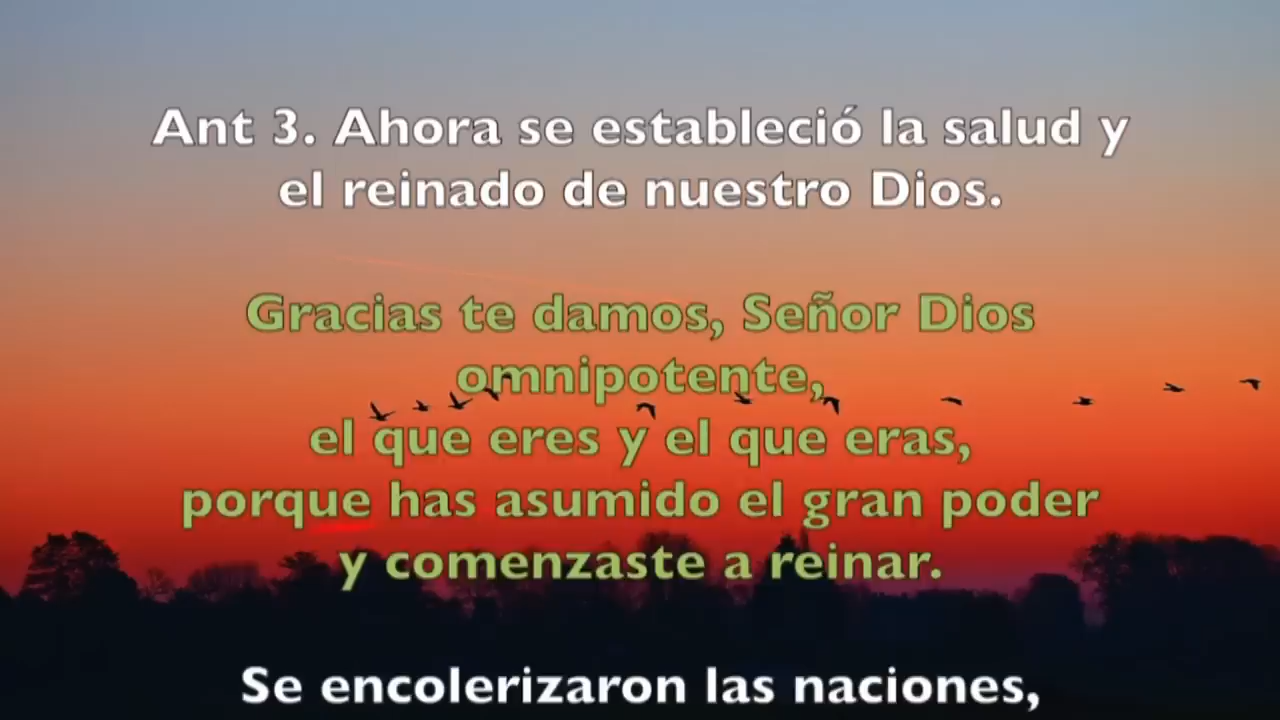 Ant 3. Ahora se estableció la salud y
el reinado de nuestro Dios.
Gracias te damos, Señor Dios
omnipotente,
el que eres y el que eras,
porque has asumido el gran poder
y comenzaste a reinar.
Se encolerizaron las naciones,